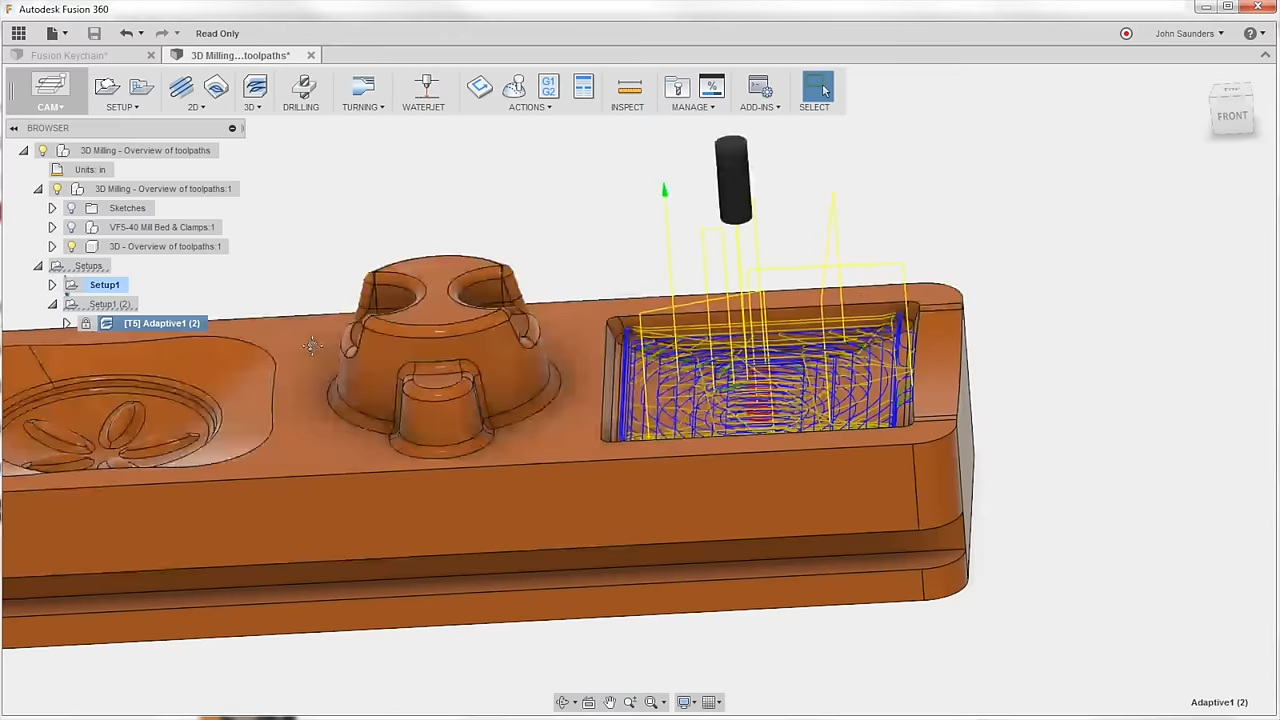 Autodesk Fusion 360
Read Only
John Saunders
Fusion Keychain*
3D Milling...toolpaths*
CAM
SETUP
2D
3D
DRILLING
TURNING
WATERJET
G1
G2
ACTIONS
INSPECT
%
MANAGE
ADD-INS
SELECT
TOP
FRONT
BROWSER
3D Milling - Overview of toolpaths
Units: in
3D Milling - Overview of toolpaths:1
Sketches
VF5-40 Mill Bed & Clamps:1
3D - Overview of toolpaths:1
Setups
Setup1
Setup1 (2)
[T5] Adaptive1 (2)
Adaptive1 (2)